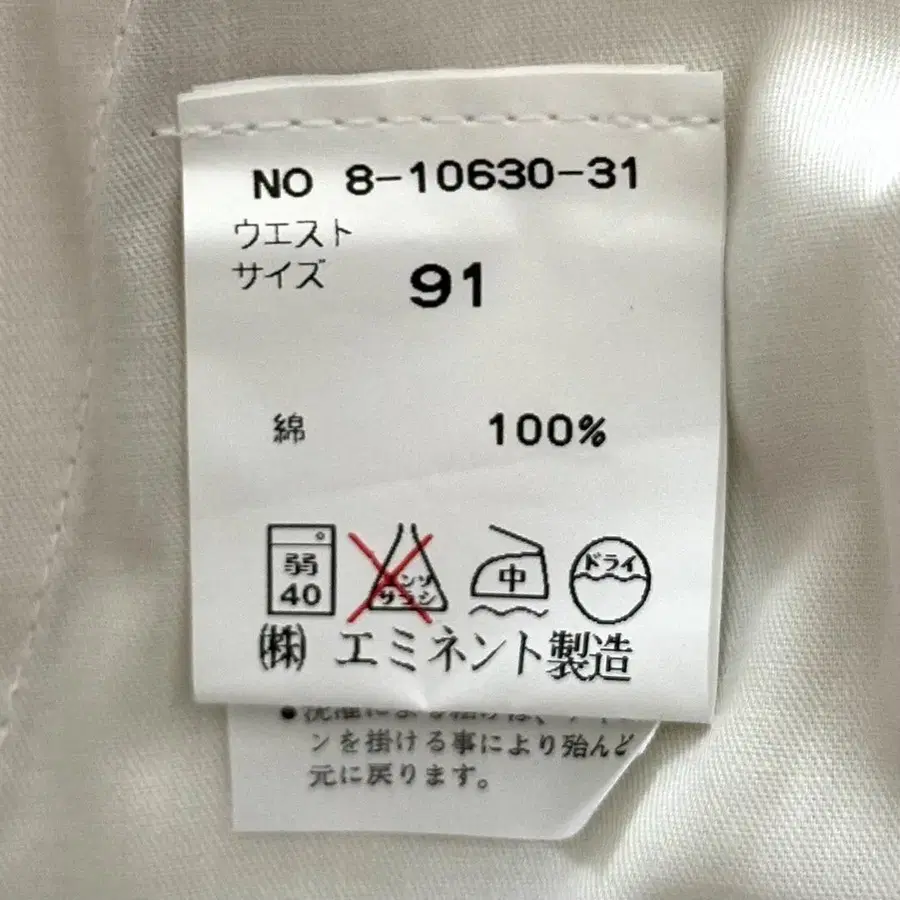 NO 8-10630-31
ウエスト
サイズ 91
綿 100%
弱
40
エンソ
サラシ
中
ドライ
㈱ エミネント製造
ンを掛ける事により殆んど
元に戻ります。